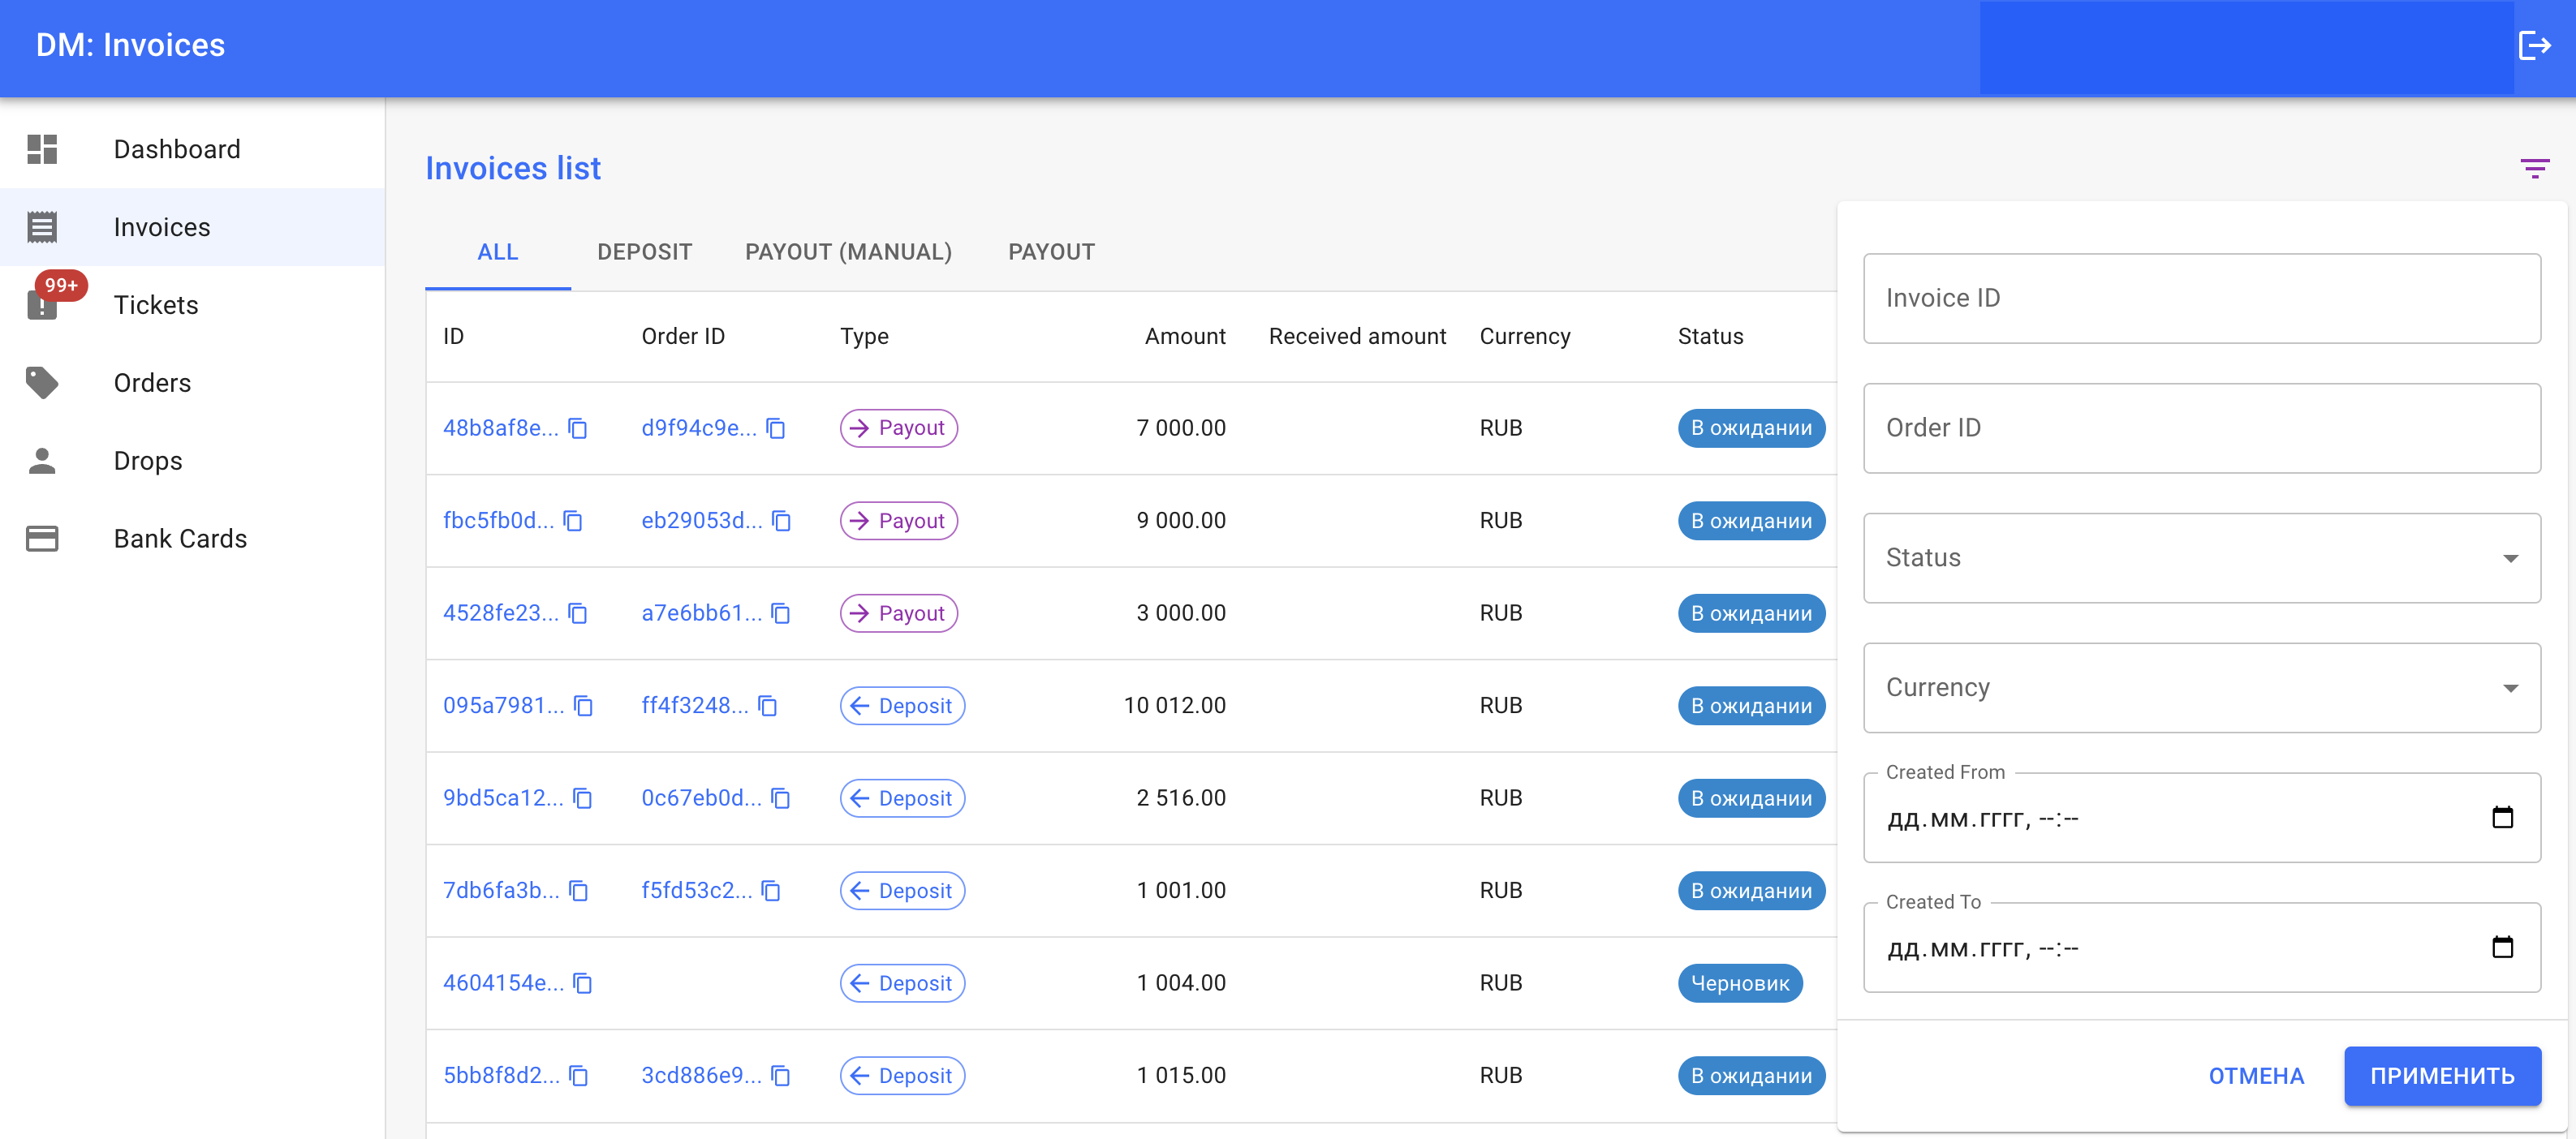 DM: Invoices
Dashboard
Invoices
99+
Tickets
Orders
Drops
Bank Cards
Invoices list
ALL DEPOSIT PAYOUT (MANUAL) PAYOUT
ID Order ID Type Amount Received amount Currency Status
48b8af8e... d9f94c9e... Payout 7 000.00 RUB В ожидании
fbc5fb0d... eb29053d... Payout 9 000.00 RUB В ожидании
4528fe23... a7e6bb61... Payout 3 000.00 RUB В ожидании
095a7981... ff4f3248... Deposit 10 012.00 RUB В ожидании
9bd5ca12... 0c67eb0d... Deposit 2 516.00 RUB В ожидании
7db6fa3b... f5fd53c2... Deposit 1 001.00 RUB В ожидании
4604154e... Deposit 1 004.00 RUB Черновик
5bb8f8d2... 3cd886e9... Deposit 1 015.00 RUB В ожидании
Invoice ID
Order ID
Status
Currency
Created From
дд.мм.гггг, --:--
Created To
дд.мм.гггг, --:--
ОТМЕНА ПРИМЕНИТЬ